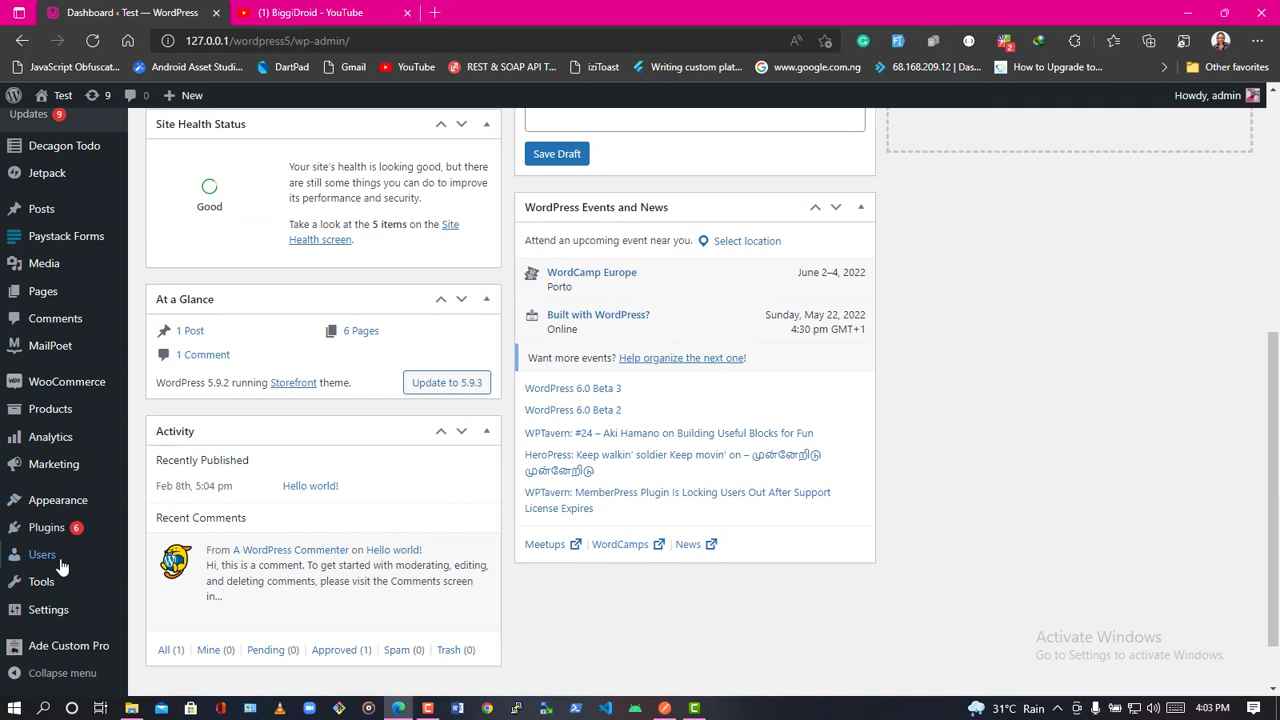 Dashboard ‹ Test — WordPress
(1) BiggiDroid - YouTube
127.0.0.1/wordpress5/wp-admin/
2
JavaScript Obfuscat...
Android Asset Studi...
DartPad
Gmail
YouTube
REST & SOAP API T...
iziToast
Writing custom plat...
www.google.com.ng
68.168.209.12 | Das...
How to Upgrade to...
Other favorites
Test
9
0
New
Howdy, admin
Updates 9
Decagon Todo
Jetpack
Posts
Paystack Forms
Media
Pages
Comments
MailPoet
WooCommerce
Products
Analytics
Marketing
Appearance
Plugins 6
Users
Tools
Settings
Ade Custom Pro
Collapse menu
Site Health Status
Good
Your site's health is looking good, but there
are still some things you can do to improve
its performance and security.
Take a look at the 5 items on the Site
Health screen.
At a Glance
1 Post
6 Pages
1 Comment
WordPress 5.9.2 running Storefront theme.
Update to 5.9.3
Activity
Recently Published
Feb 8th, 5:04 pm
Hello world!
Recent Comments
From A WordPress Commenter on Hello world!
Hi, this is a comment. To get started with moderating, editing,
and deleting comments, please visit the Comments screen
in...
All (1) | Mine (0) | Pending (0) | Approved (1) | Spam (0) | Trash (0)
Save Draft
WordPress Events and News
Attend an upcoming event near you.
Select location
WordCamp Europe
Porto
June 2–4, 2022
Built with WordPress?
Online
Sunday, May 22, 2022
4:30 pm GMT+1
Want more events? Help organize the next one!
WordPress 6.0 Beta 3
WordPress 6.0 Beta 2
WPTavern: #24 – Aki Hamano on Building Useful Blocks for Fun
HeroPress: Keep walkin' soldier Keep movin' on – முன்னேறிடு
முன்னேறிடு
WPTavern: MemberPress Plugin Is Locking Users Out After Support
License Expires
Meetups | WordCamps | News
Activate Windows
Go to Settings to activate Windows.
31°C Rain
4:03 PM